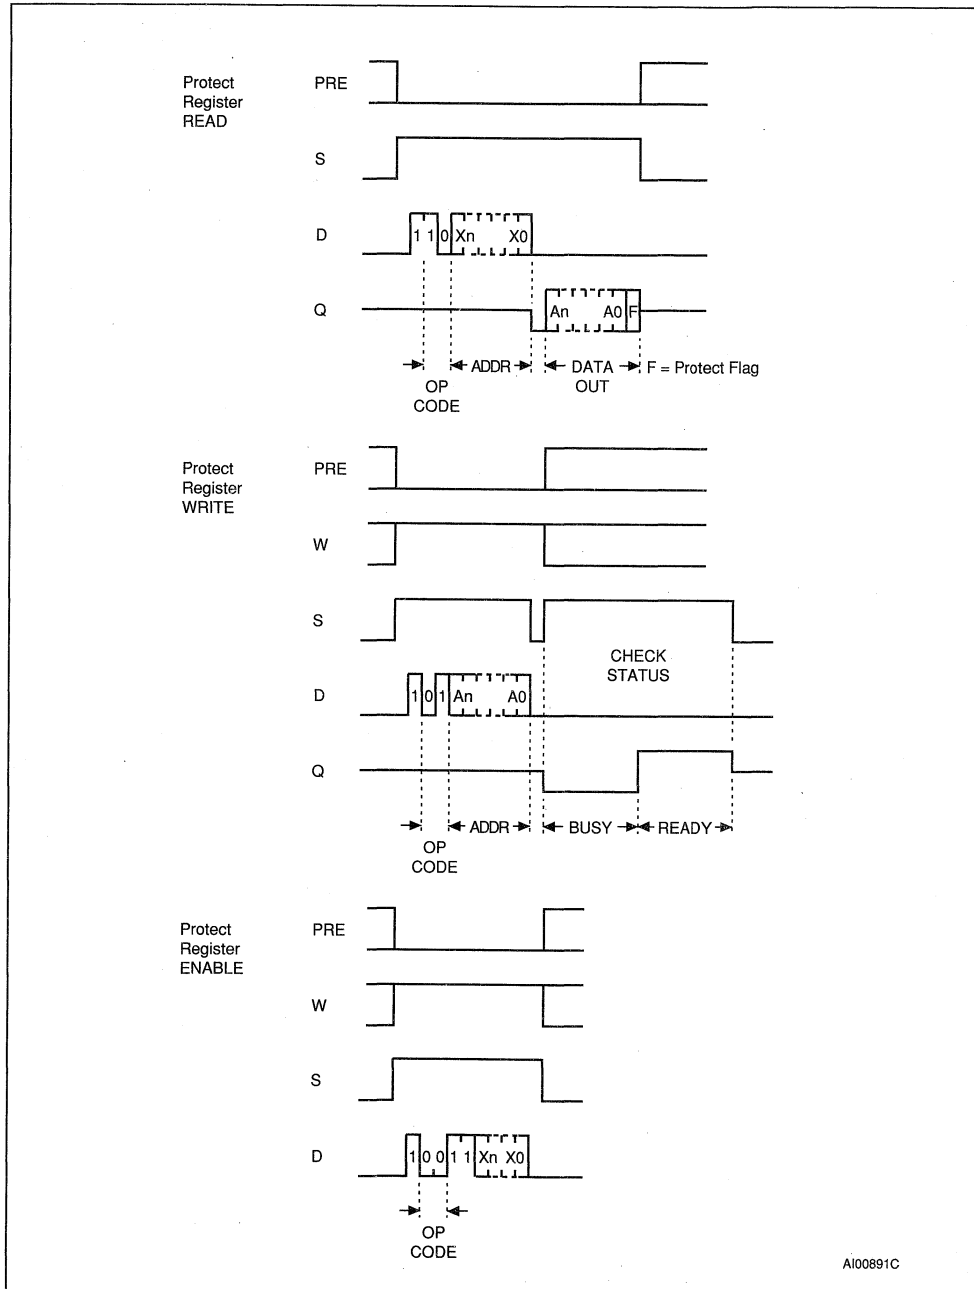 Protect
Register
READ
PRE
S
D
1 1 0 Xn X0
Q
An A0 F
ADDR
DATA
OUT
F = Protect Flag
OP
CODE
Protect
Register
WRITE
PRE
W
S
CHECK
STATUS
D
1 0 1 An A0
Q
ADDR
BUSY
READY
OP
CODE
Protect
Register
ENABLE
PRE
W
S
D
1 0 0 1 1 Xn X0
OP
CODE
AI00891C